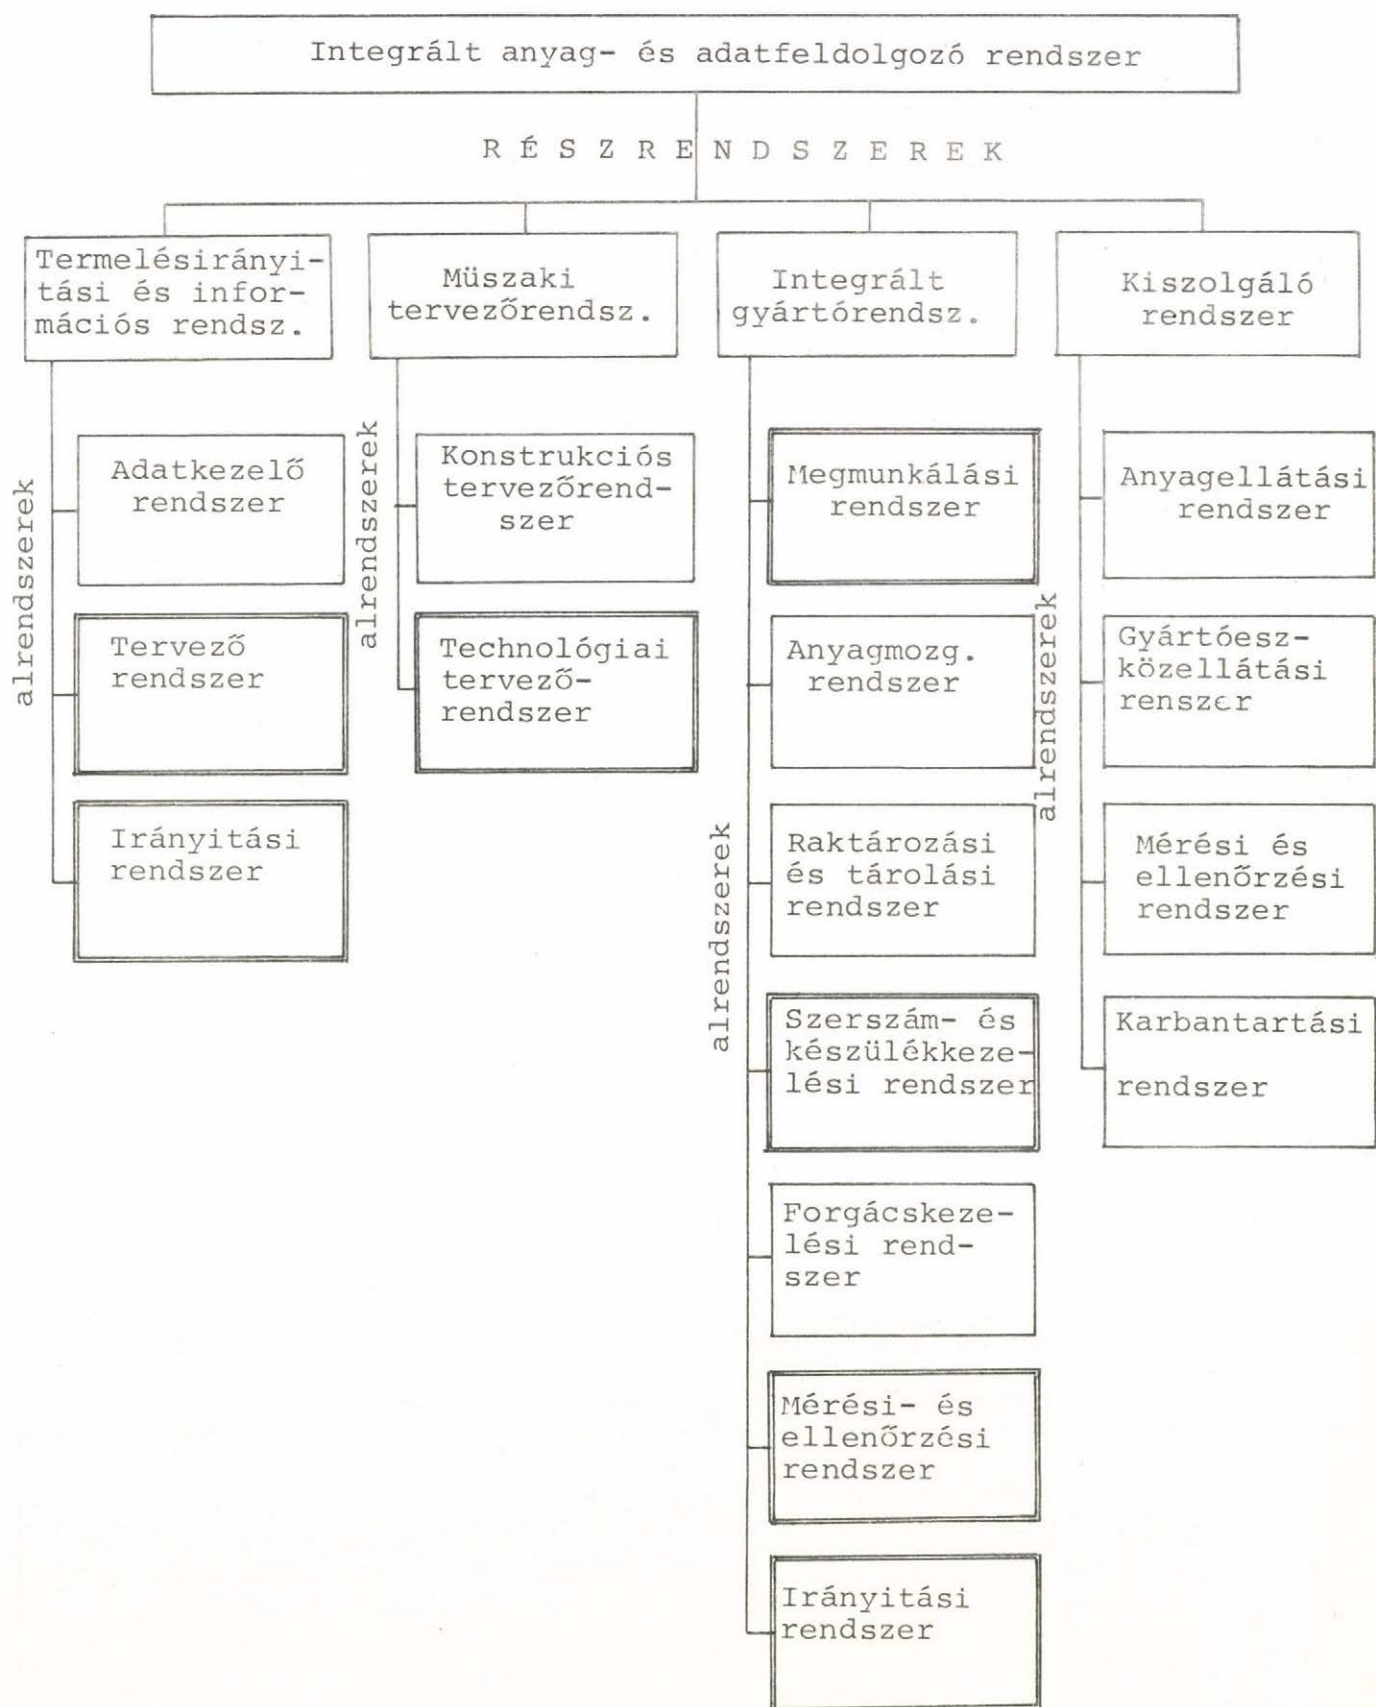 Integrált anyag- és adatfeldolgozó rendszer
RÉSZRENDSZEREK
Termelésirányi-
tási és infor-
mációs rendsz.
Müszaki
tervezőrendsz.
Integrált
gyártórendsz.
Kiszolgáló
rendszer
alrendszerek
Adatkezelő
rendszer
Tervező
rendszer
Irányitási
rendszer
alrendszerek
Konstrukciós
tervezőrend-
szer
Technológiai
tervező-
rendszer
alrendszerek
Megmunkálási
rendszer
Anyagmozg.
rendszer
Raktározási
és tárolási
rendszer
Szerszám- és
készülékkeze-
lési rendszer
Forgácskeze-
lési rend-
szer
Mérési- és
ellenőrzési
rendszer
Irányitási
rendszer
alrendszerek
Anyagellátási
rendszer
Gyártóesz-
közellátási
renszer
Mérési és
ellenőrzési
rendszer
Karbantartási
rendszer